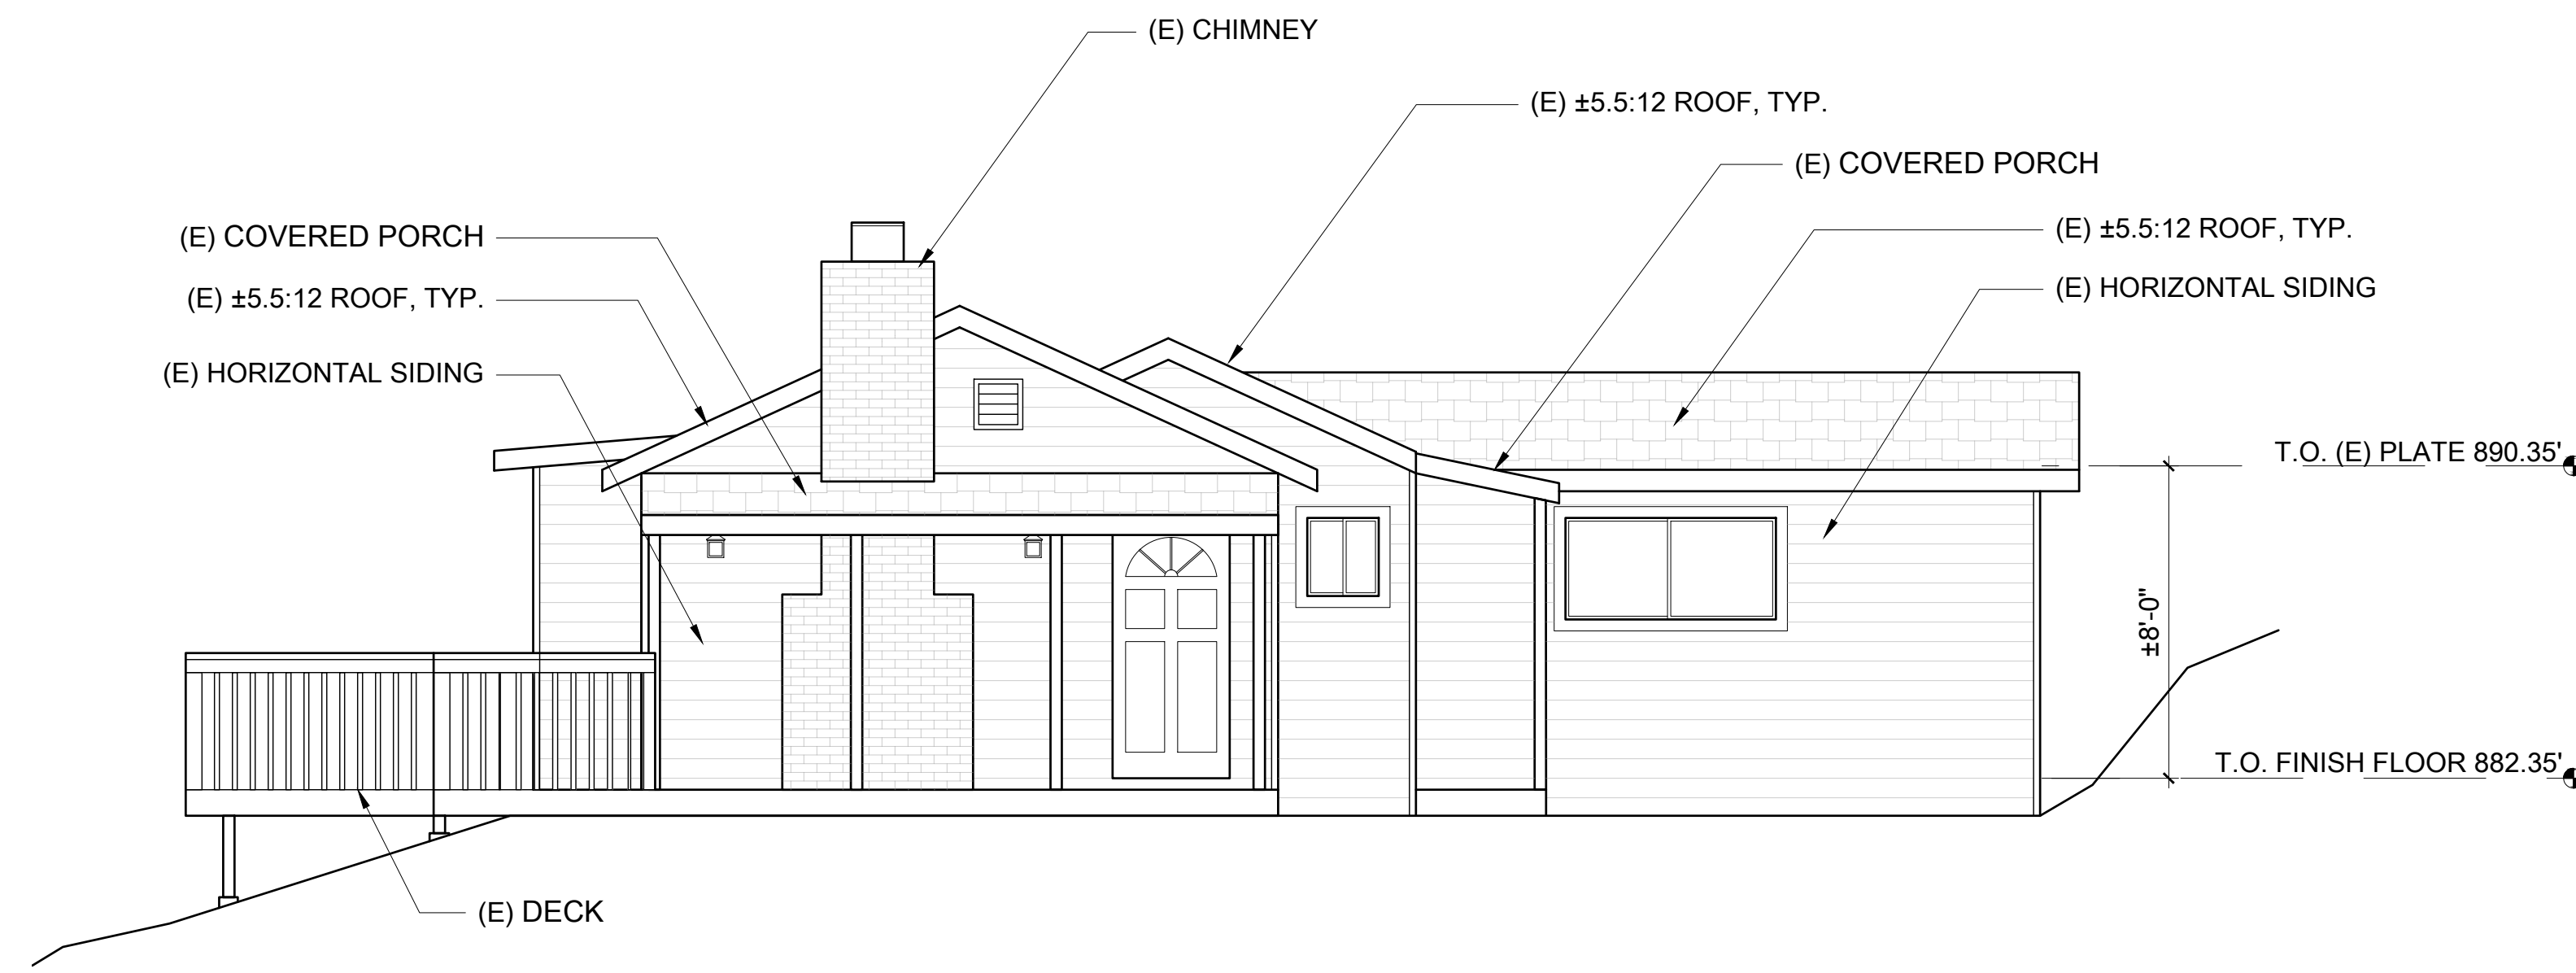 (E) CHIMNEY
(E) ±5.5:12 ROOF, TYP.
(E) COVERED PORCH
(E) ±5.5:12 ROOF, TYP.
(E) HORIZONTAL SIDING
(E) COVERED PORCH
(E) ±5.5:12 ROOF, TYP.
(E) HORIZONTAL SIDING
T.O. (E) PLATE 890.35'
±8'-0"
T.O. FINISH FLOOR 882.35'
(E) DECK